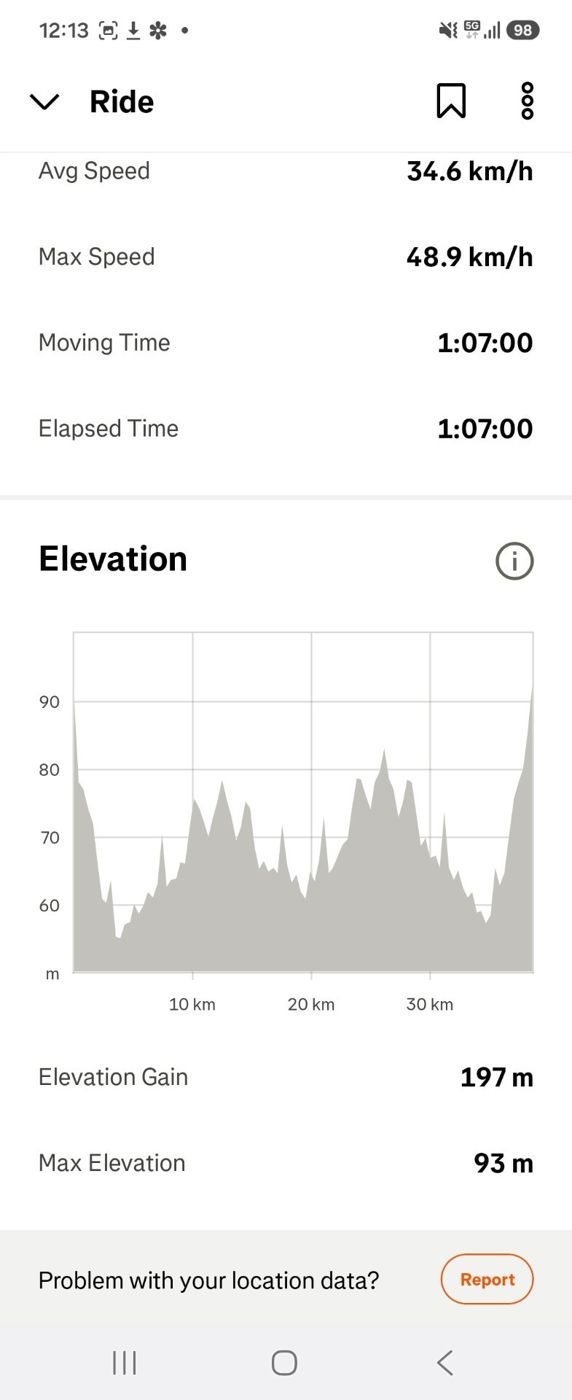 12:13
5G
98
Ride
Avg Speed 34.6 km/h
Max Speed 48.9 km/h
Moving Time 1:07:00
Elapsed Time 1:07:00
Elevation
i
90
80
70
60
m
10 km 20 km 30 km
Elevation Gain 197 m
Max Elevation 93 m
Problem with your location data? Report